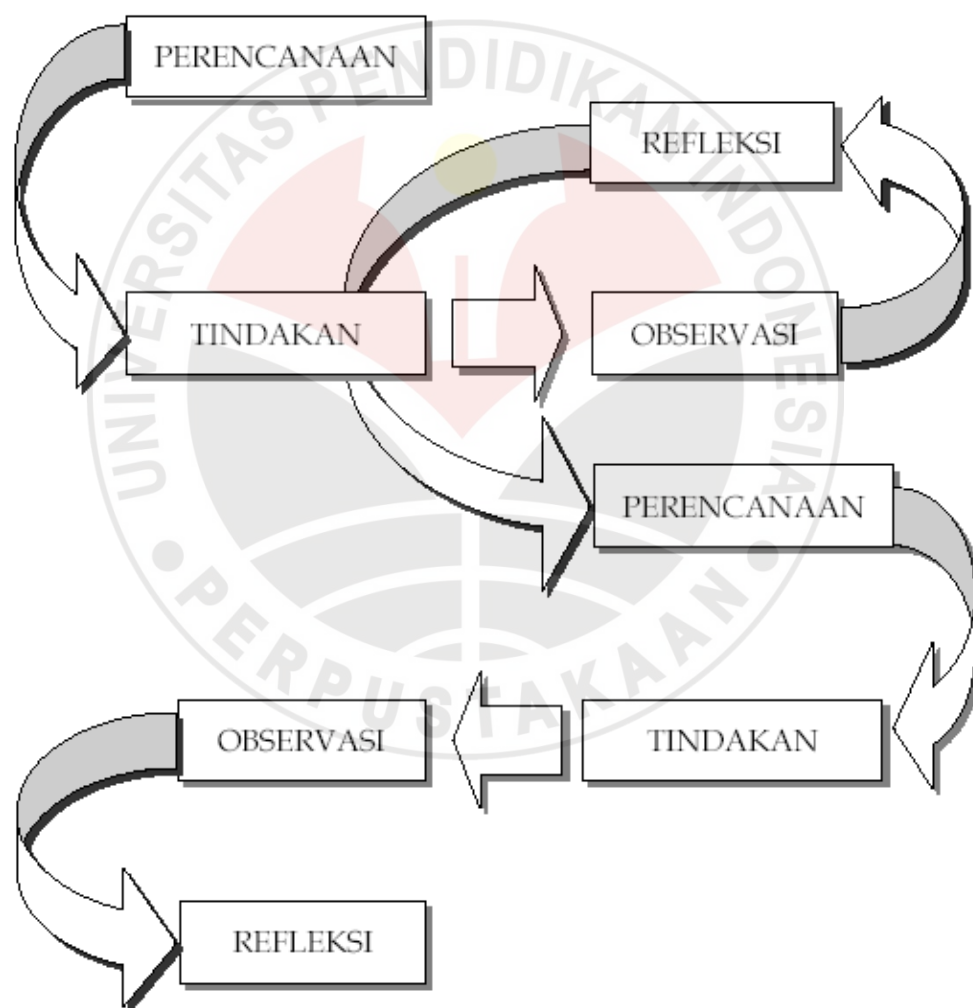 PERENCANAAN
REFLEKSI
TINDAKAN
OBSERVASI
PERENCANAAN
OBSERVASI
TINDAKAN
REFLEKSI
UNIVERSITAS PENDIDIKAN INDONESIA
PERPUSTAKAAN